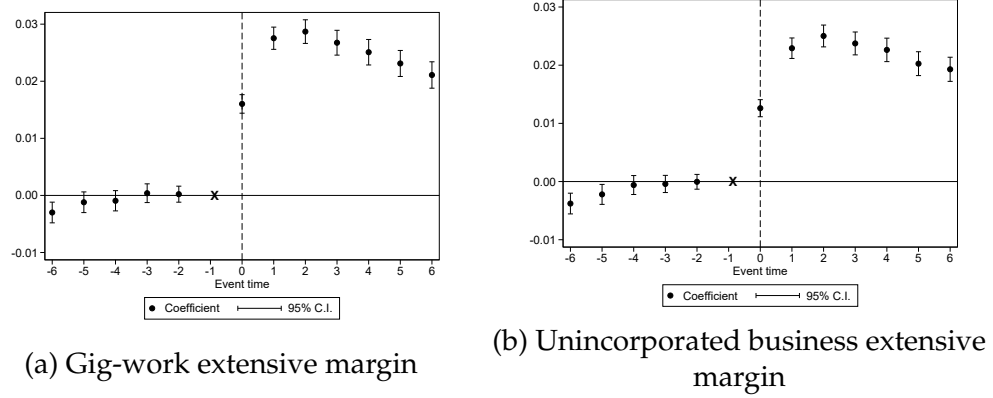 0.03
0.02
0.01
0.00
-0.01
x
-6 -5 -4 -3 -2 -1 0 1 2 3 4 5 6
Event time
Coefficient 95% C.I.
(a) Gig-work extensive margin
0.03
0.02
0.01
0.00
-0.01
x
-6 -5 -4 -3 -2 -1 0 1 2 3 4 5 6
Event time
Coefficient 95% C.I.
(b) Unincorporated business extensive
margin